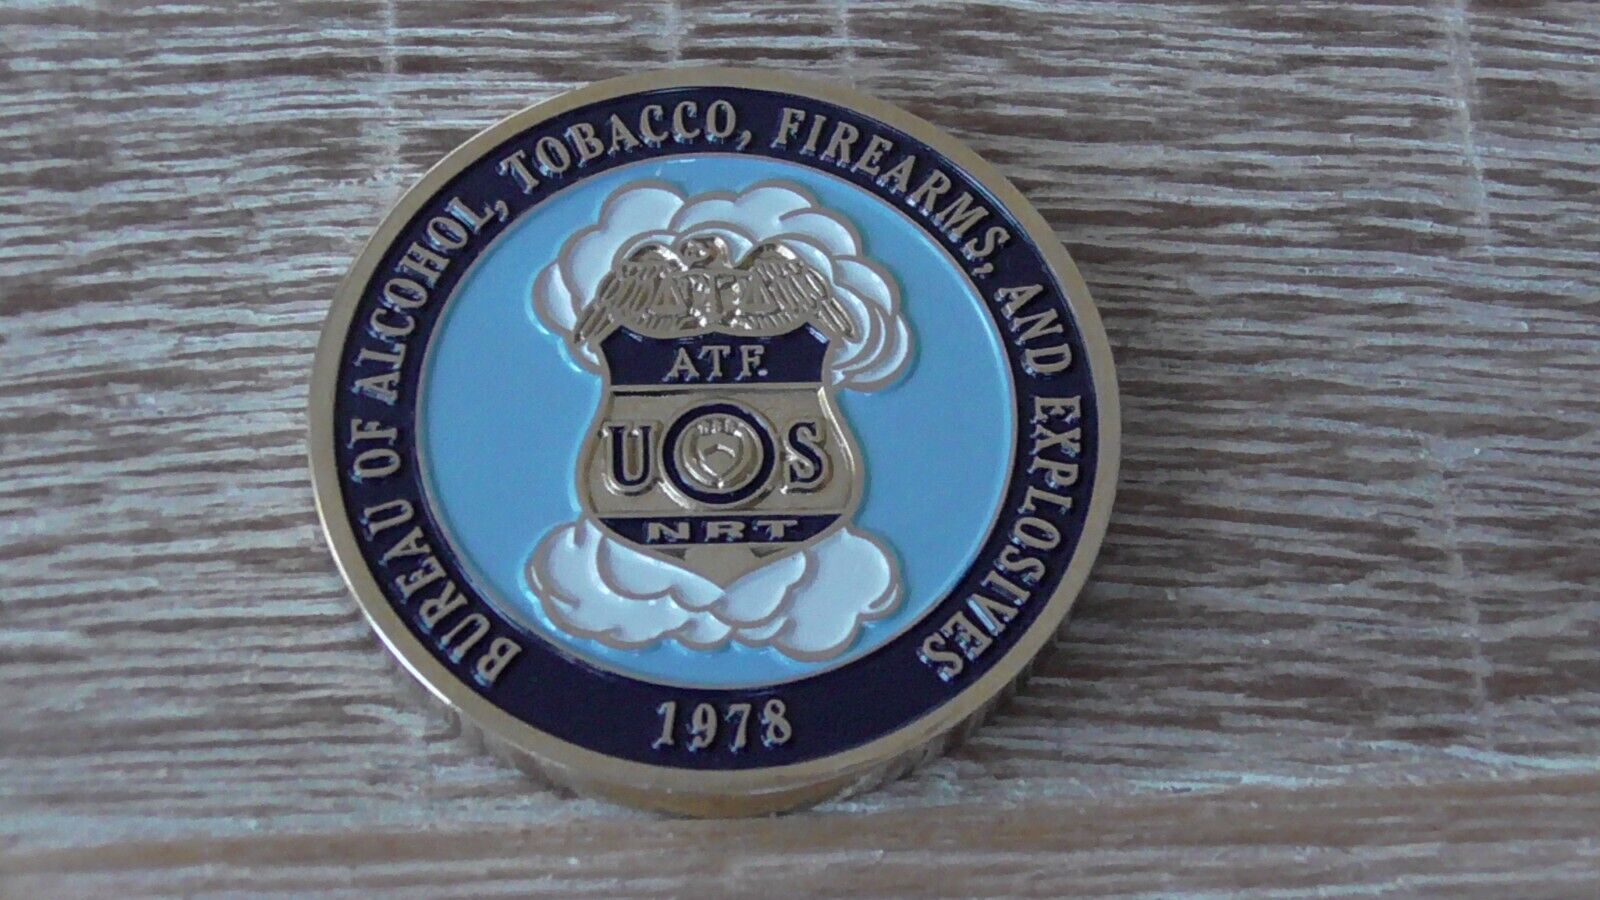 BUREAU OF ALCOHOL, TOBACCO, FIREARMS, AND EXPLOSIVES
ATF.
U S
NRT
1978